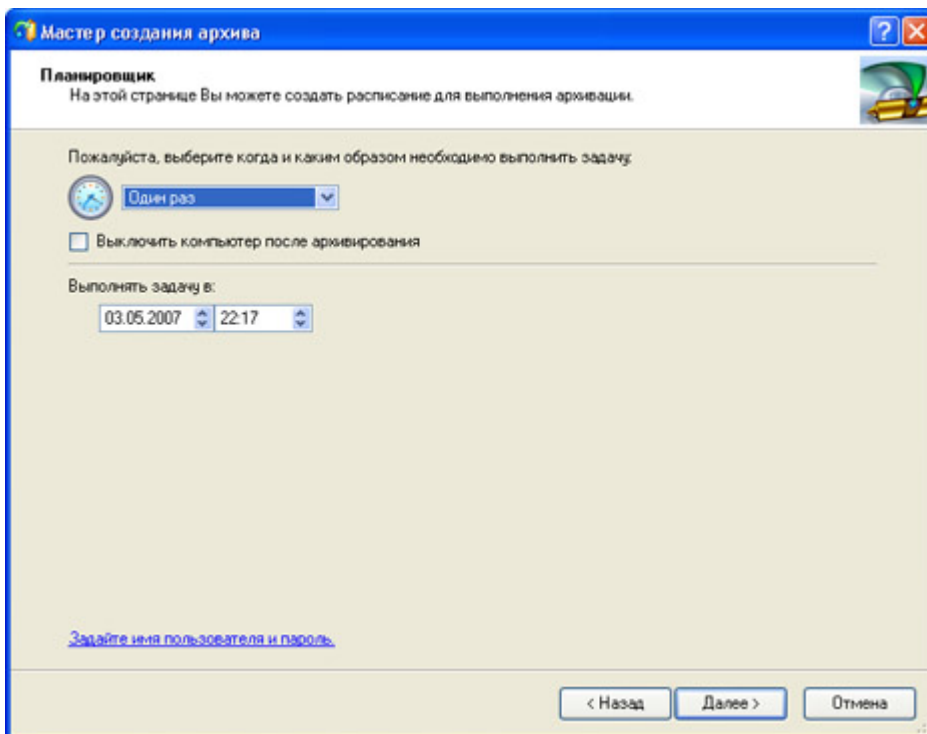 Мастер создания архива
Планировщик
На этой странице Вы можете создать расписание для выполнения архивации.
Пожалуйста, выберите когда и каким образом необходимо выполнить задачу:
Один раз
Выключить компьютер после архивирования
Выполнять задачу в:
03.05.2007 22:17
Задайте имя пользователя и пароль.
< Назад Далее > Отмена